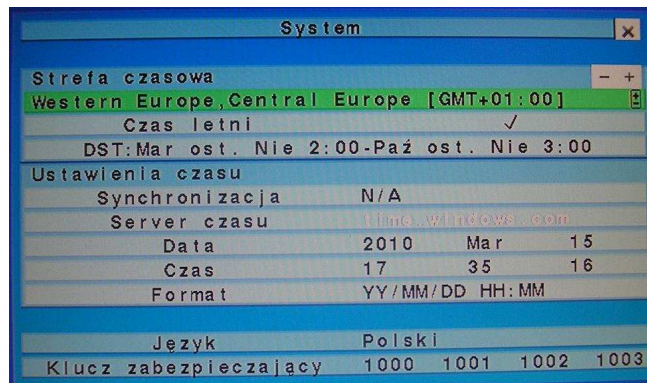 System ×
Strefa czasowa - +
Western Europe,Central Europe [GMT+01:00] ±
Czas letni ✓
DST:Mar ost. Nie 2:00-Paź ost. Nie 3:00
Ustawienia czasu
Synchronizacja N/A
Server czasu time.windows.com
Data 2010 Mar 15
Czas 17 35 16
Format YY/MM/DD HH:MM
Język Polski
Klucz zabezpieczający 1000 1001 1002 1003